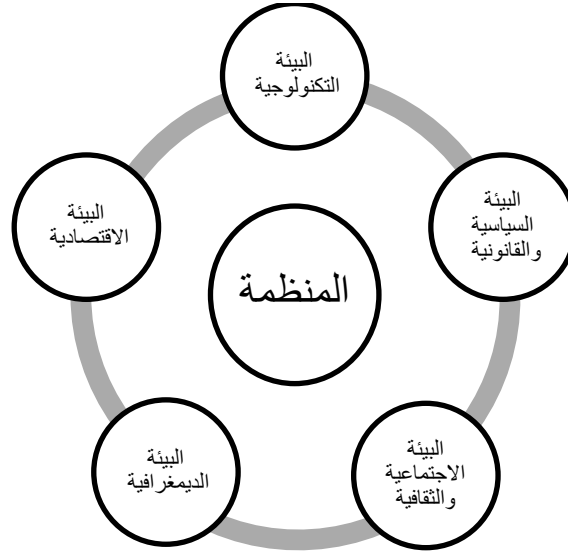 البيئة
التكنولوجية
البيئة
السياسية
والقانونية
البيئة
الاقتصادية
المنظمة
البيئة
الاجتماعية
والثقافية
البيئة
الديمغرافية